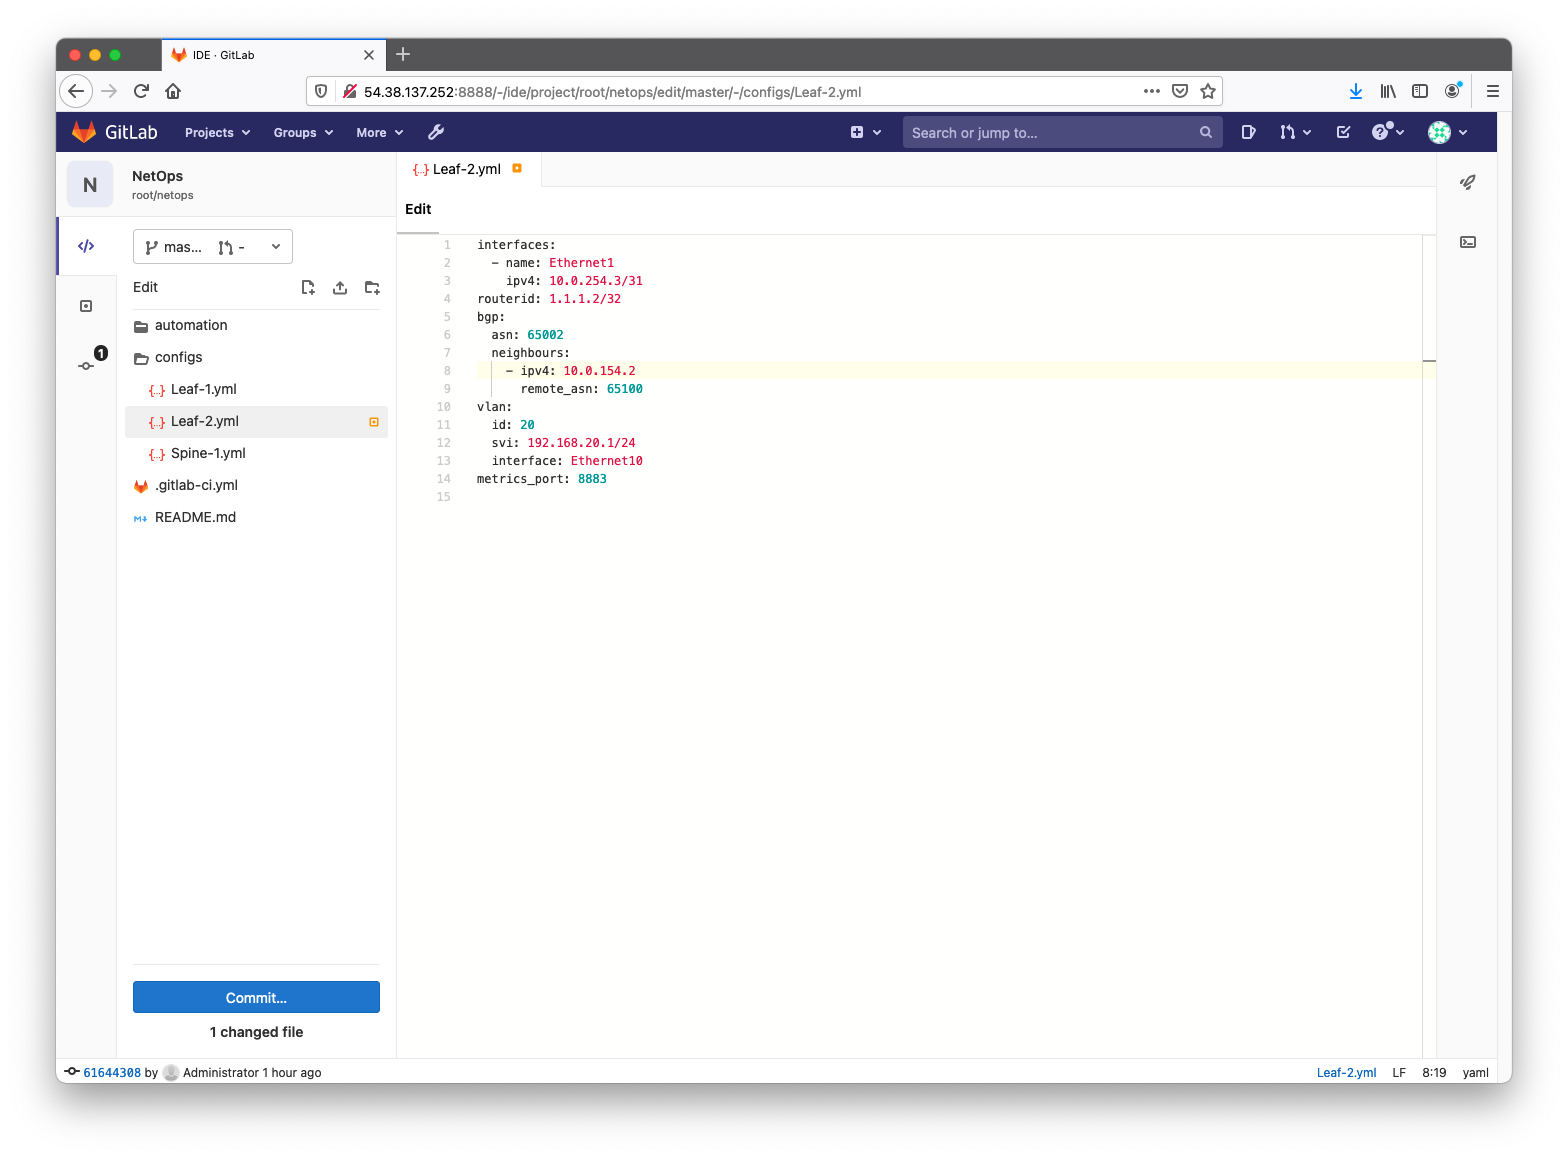 IDE · GitLab
54.38.137.252:8888/-/ide/project/root/netops/edit/master/-/configs/Leaf-2.yml
GitLab Projects Groups More Search or jump to...
N NetOps
root/netops
{..} Leaf-2.yml
Edit
mas... -
Edit
automation
configs
1
{..} Leaf-1.yml
{..} Leaf-2.yml
{..} Spine-1.yml
.gitlab-ci.yml
M+ README.md
1 interfaces:
2 - name: Ethernet1
3 ipv4: 10.0.254.3/31
4 routerid: 1.1.1.2/32
5 bgp:
6 asn: 65002
7 neighbours:
8 - ipv4: 10.0.154.2
9 remote_asn: 65100
10 vlan:
11 id: 20
12 svi: 192.168.20.1/24
13 interface: Ethernet10
14 metrics_port: 8883
15
Commit...
1 changed file
61644308 by Administrator 1 hour ago
Leaf-2.yml LF 8:19 yaml